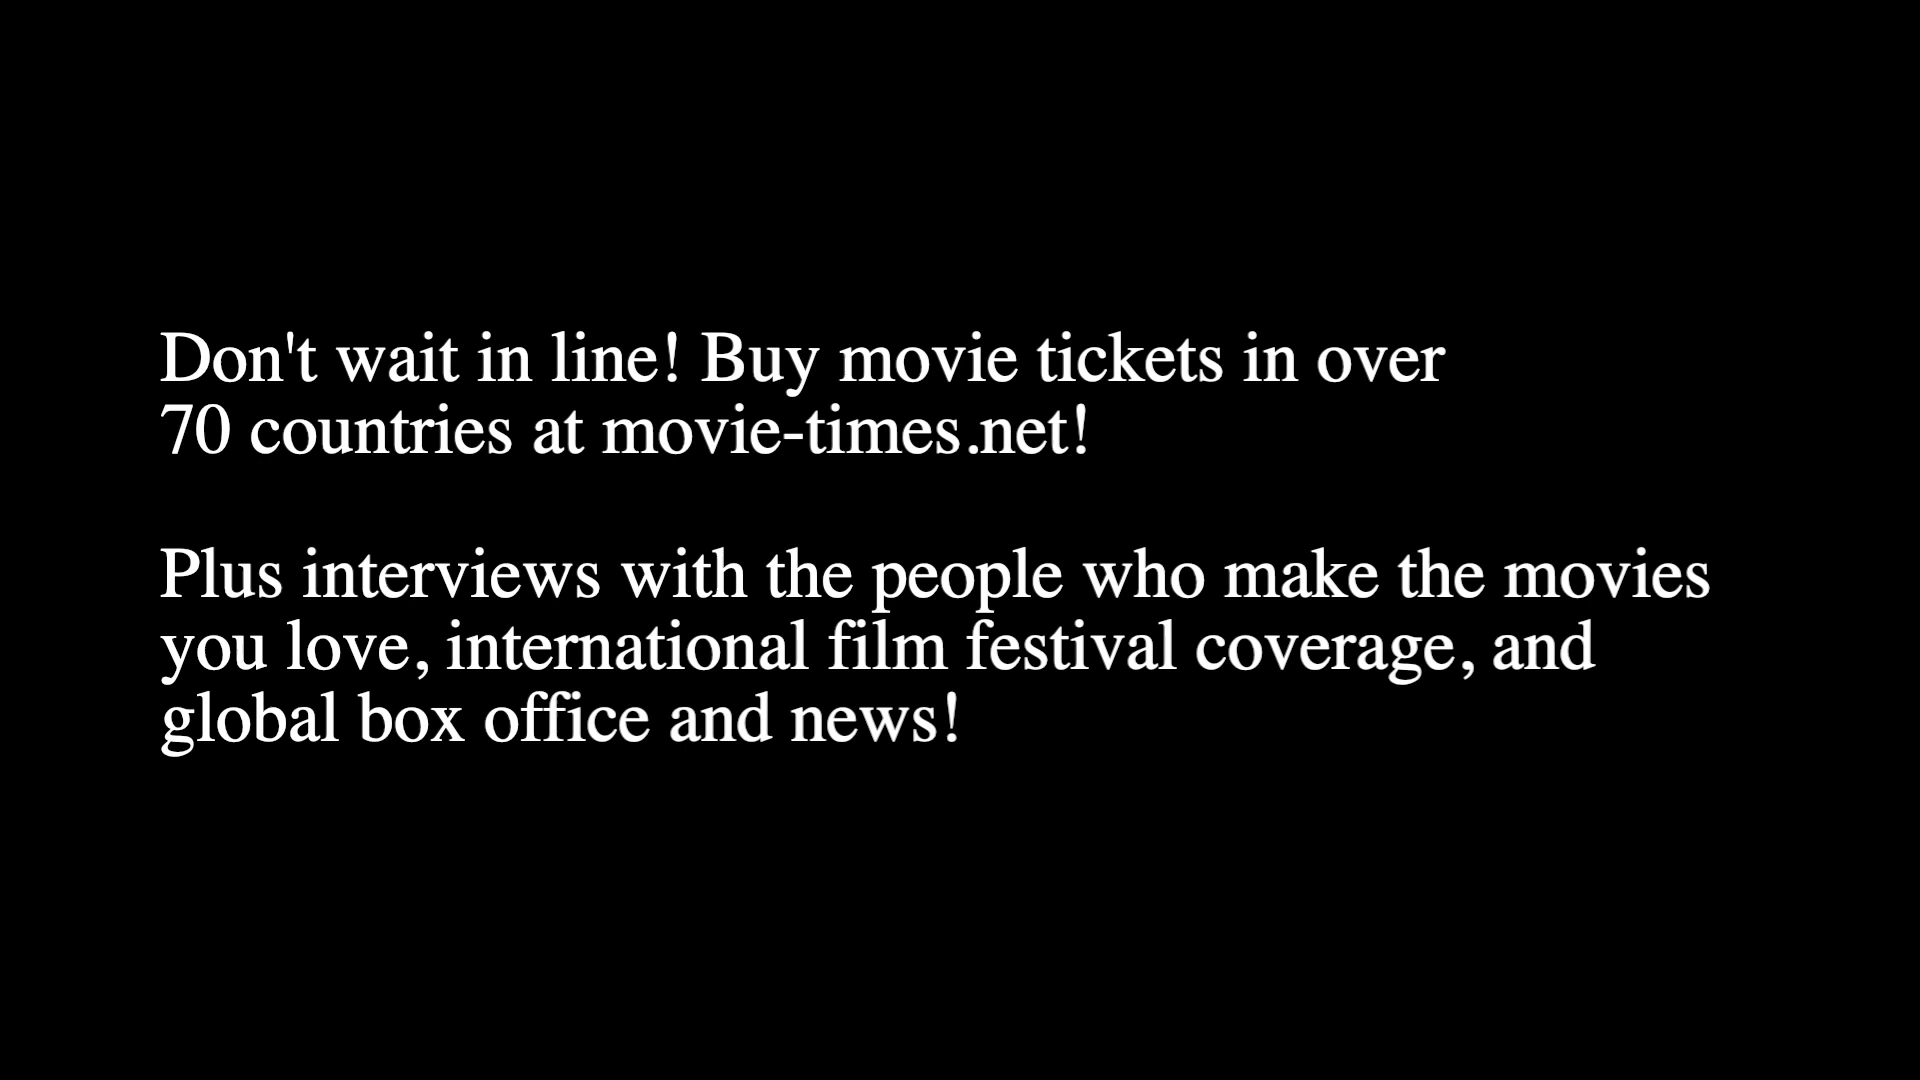 Don't wait in line! Buy movie tickets in over
70 countries at movie-times.net!
Plus interviews with the people who make the movies
you love, international film festival coverage, and
global box office and news!